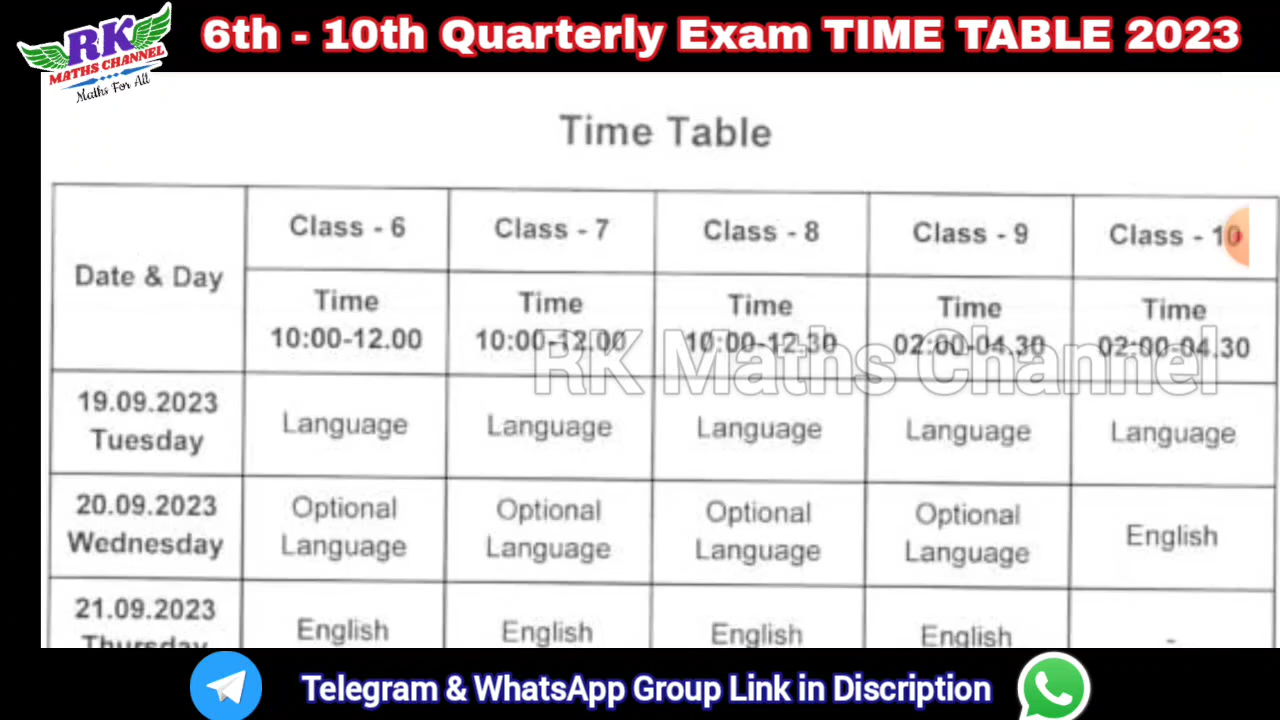 RK
MATHS CHANNEL
Maths For All
6th - 10th Quarterly Exam TIME TABLE 2023
Time Table
Date & Day
Class - 6
Class - 7
Class - 8
Class - 9
Class - 10
Time
10:00-12.00
Time
10:00-12.00
Time
10:00-12.30
Time
02:00-04.30
Time
02:00-04.30
RK Maths Channel
19.09.2023
Tuesday
Language
Language
Language
Language
Language
20.09.2023
Wednesday
Optional
Language
Optional
Language
Optional
Language
Optional
Language
English
21.09.2023
Thursday
English
English
English
English
-
Telegram & WhatsApp Group Link in Discription